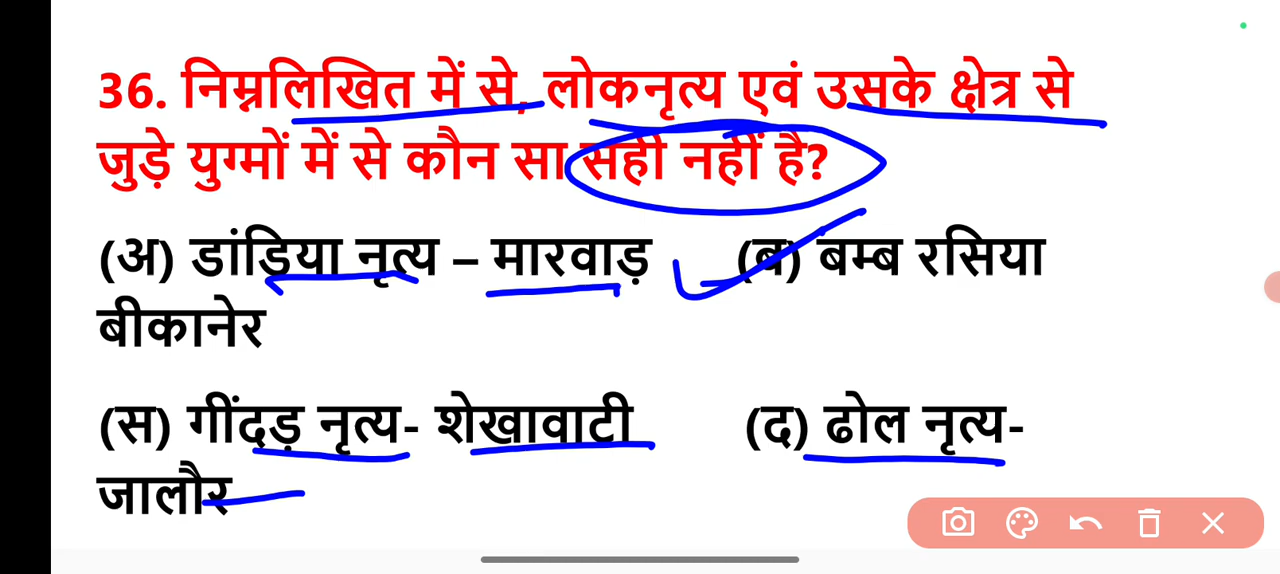 36. निम्नलिखित में से, लोकनृत्य एवं उसके क्षेत्र से
जुड़े युग्मों में से कौन सा सही नहीं है?
(अ) डांडिया नृत्य – मारवाड़ (ब) बम्ब रसिया
बीकानेर
(स) गींदड़ नृत्य- शेखावाटी (द) ढोल नृत्य-
जालौर